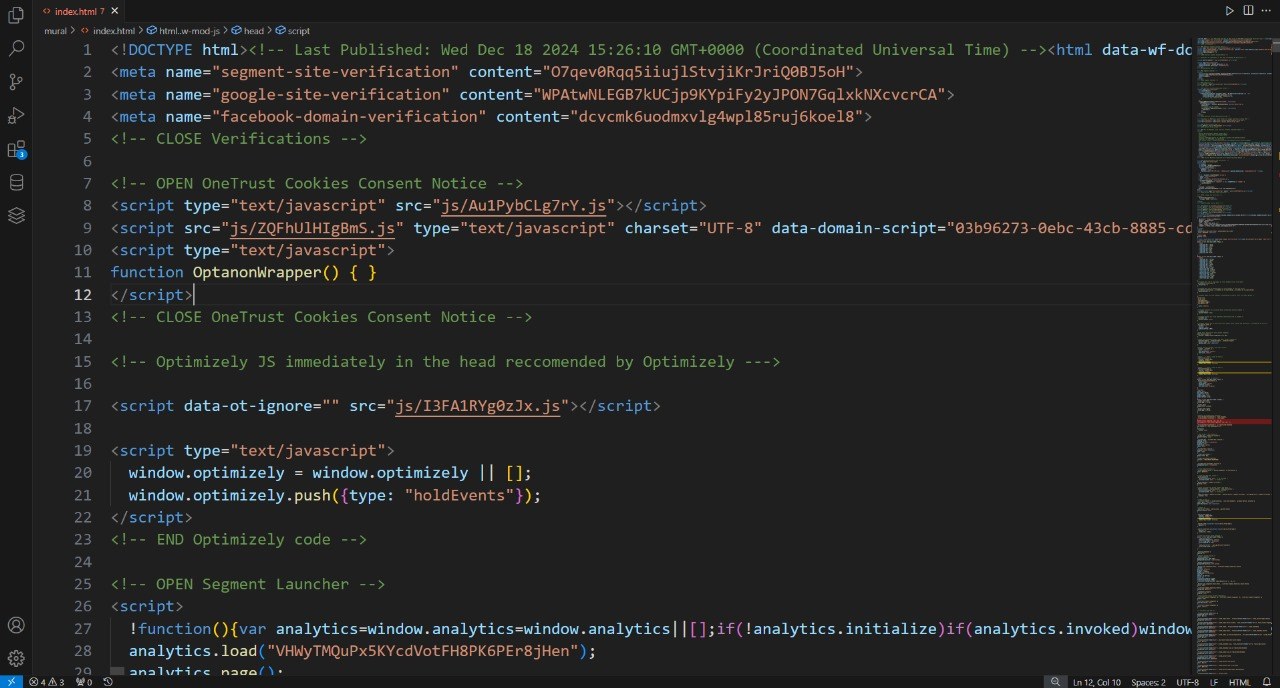 index.html 7
mural > index.html > html..w-mod-js > head > script
1 <!DOCTYPE html><!-- Last Published: Wed Dec 18 2024 15:26:10 GMT+0000 (Coordinated Universal Time) --><html data-wf-do
2 <meta name="segment-site-verification" content="O7qev0Rqq5iiujlStvjiKrJriQ0BJ5oH">
3 <meta name="google-site-verification" content="WPAtwNLEGB7kUCjp9KYpiFy2yJPON7GqlxkNXcvcrCA">
4 <meta name="facebook-domain-verification" content="dcvcmk6uodmxvlg4wpl85ruj6koel8">
5 <!-- CLOSE Verifications -->
6
7 <!-- OPEN OneTrust Cookies Consent Notice -->
8 <script type="text/javascript" src="js/Au1PybCLg7rY.js"></script>
9 <script src="js/ZQFhUlHIgBmS.js" type="text/javascript" charset="UTF-8" data-domain-script="03b96273-0ebc-43cb-8885-cd
10 <script type="text/javascript">
11 function OptanonWrapper() { }
12 </script>
13 <!-- CLOSE OneTrust Cookies Consent Notice -->
14
15 <!-- Optimizely JS immediately in the head reccomended by Optimizely --->
16
17 <script data-ot-ignore="" src="js/I3FA1RYg0zJx.js"></script>
18
19 <script type="text/javascript">
20 window.optimizely = window.optimizely || [];
21 window.optimizely.push({type: "holdEvents"});
22 </script>
23 <!-- END Optimizely code -->
24
25 <!-- OPEN Segment Launcher -->
26 <script>
27 !function(){var analytics=window.analytics=window.analytics||[];if(!analytics.initialize)if(analytics.invoked)window
28 analytics.load("VHWyTMQuPx5KYcdVotFH8PK6PEr8jHen");
29 analytics.page();
3
4 3 0 Ln 12, Col 10 Spaces: 2 UTF-8 LF HTML